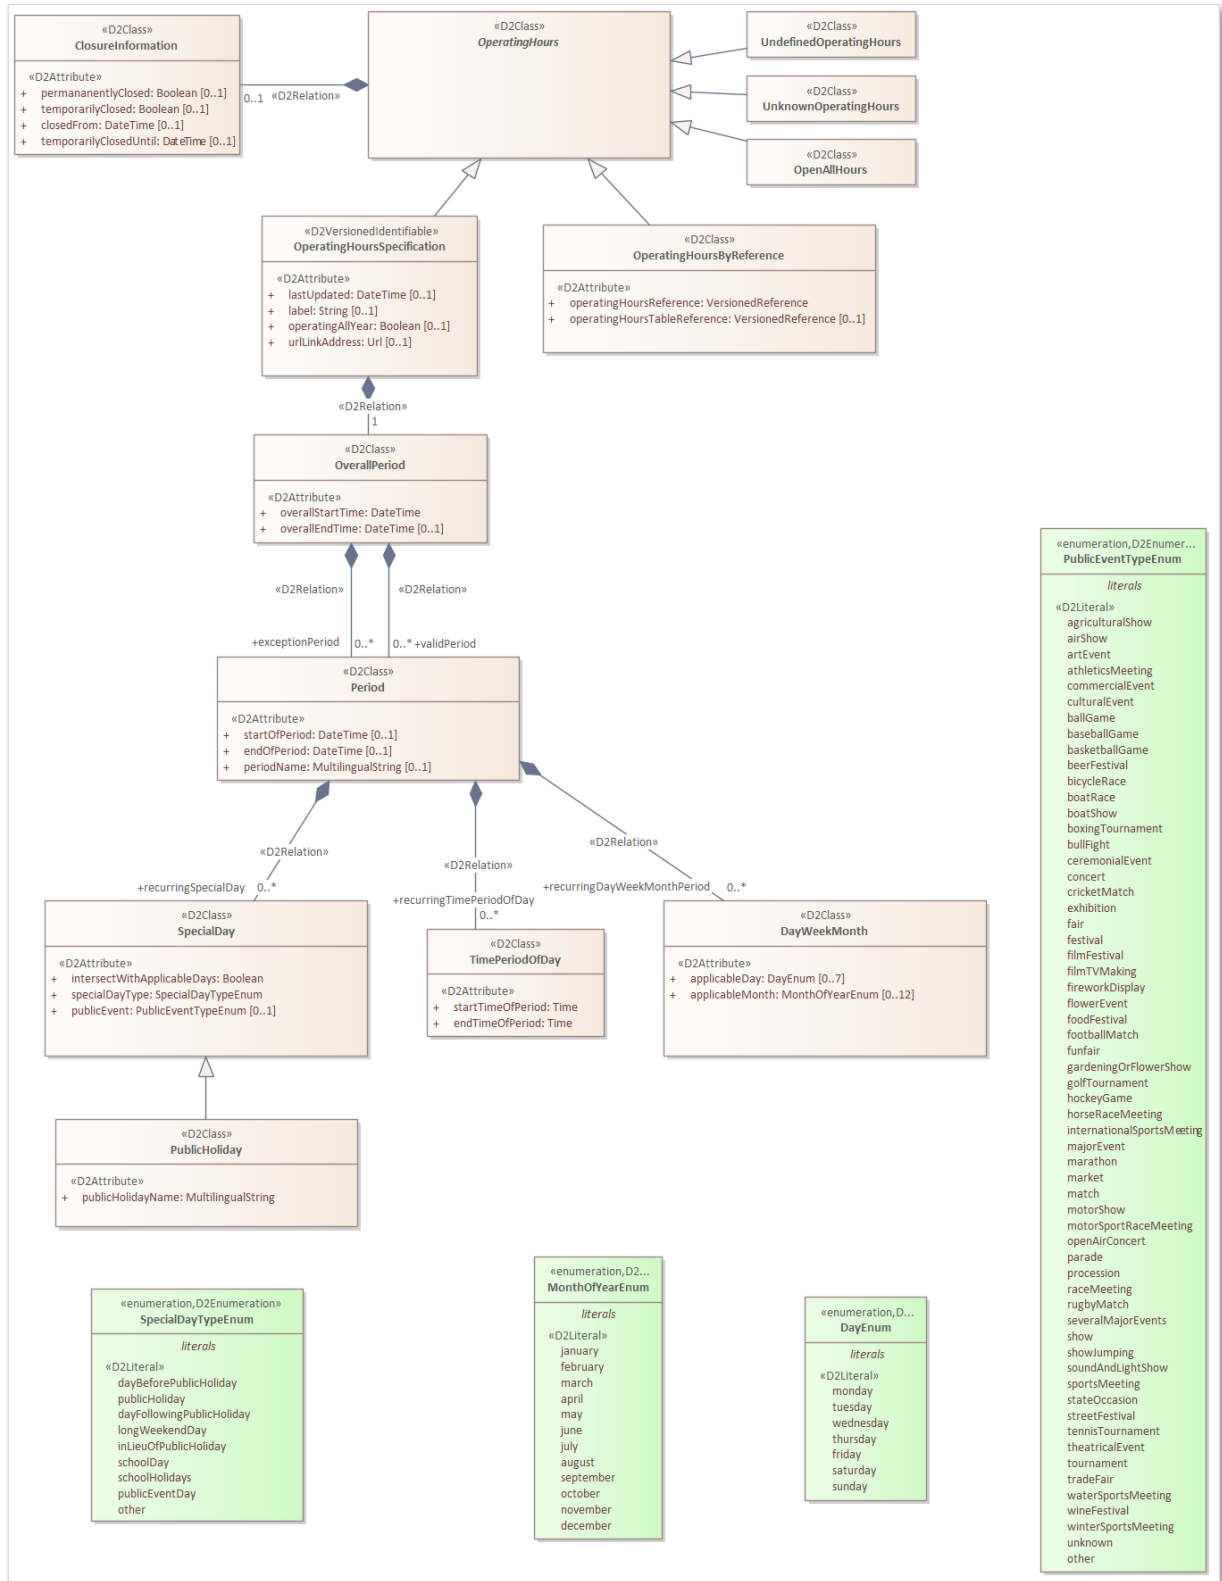 «D2Class»
ClosureInformation
«D2Attribute»
+ permananentlyClosed: Boolean [0..1]
+ temporarilyClosed: Boolean [0..1]
+ closedFrom: DateTime [0..1]
+ temporarilyClosedUntil: DateTime [0..1]
0..1 «D2Relation»
«D2Class»
OperatingHours
«D2Class»
UndefinedOperatingHours
«D2Class»
UnknownOperatingHours
«D2Class»
OpenAllHours
«D2VersionedIdentifiable»
OperatingHoursSpecification
«D2Attribute»
+ lastUpdated: DateTime [0..1]
+ label: String [0..1]
+ operatingAllYear: Boolean [0..1]
+ urlLinkAddress: Url [0..1]
«D2Class»
OperatingHoursByReference
«D2Attribute»
+ operatingHoursReference: VersionedReference
+ operatingHoursTableReference: VersionedReference [0..1]
«D2Relation»
1
«D2Class»
OverallPeriod
«D2Attribute»
+ overallStartTime: DateTime
+ overallEndTime: DateTime [0..1]
«D2Relation»
«D2Relation»
+exceptionPeriod 0..*
0..* +validPeriod
«D2Class»
Period
«D2Attribute»
+ startOfPeriod: DateTime [0..1]
+ endOfPeriod: DateTime [0..1]
+ periodName: MultilingualString [0..1]
«D2Relation»
+recurringSpecialDay 0..*
«D2Relation»
+recurringTimePeriodOfDay
0..*
«D2Relation»
+recurringDayWeekMonthPeriod 0..*
«D2Class»
SpecialDay
«D2Attribute»
+ intersectWithApplicableDays: Boolean
+ specialDayType: SpecialDayTypeEnum
+ publicEvent: PublicEventTypeEnum [0..1]
«D2Class»
TimePeriodOfDay
«D2Attribute»
+ startTimeOfPeriod: Time
+ endTimeOfPeriod: Time
«D2Class»
DayWeekMonth
«D2Attribute»
+ applicableDay: DayEnum [0..7]
+ applicableMonth: MonthOfYearEnum [0..12]
«D2Class»
PublicHoliday
«D2Attribute»
+ publicHolidayName: MultilingualString
«enumeration,D2Enumeration»
SpecialDayTypeEnum
literals
«D2Literal»
dayBeforePublicHoliday
publicHoliday
dayFollowingPublicHoliday
longWeekendDay
inLieuOfPublicHoliday
schoolDay
schoolHolidays
publicEventDay
other
«enumeration,D2...
MonthOfYearEnum
literals
«D2Literal»
january
february
march
april
may
june
july
august
september
october
november
december
«enumeration,D...
DayEnum
literals
«D2Literal»
monday
tuesday
wednesday
thursday
friday
saturday
sunday
«enumeration,D2Enumer...
PublicEventTypeEnum
literals
«D2Literal»
agriculturalShow
airShow
artEvent
athleticsMeeting
commercialEvent
culturalEvent
ballGame
baseballGame
basketballGame
beerFestival
bicycleRace
boatRace
boatShow
boxingTournament
bullFight
ceremonialEvent
concert
cricketMatch
exhibition
fair
festival
filmFestival
filmTVMaking
fireworkDisplay
flowerEvent
foodFestival
footballMatch
funfair
gardeningOrFlowerShow
golfTournament
hockeyGame
horseRaceMeeting
internationalSportsMeeting
majorEvent
marathon
market
match
motorShow
motorSportRaceMeeting
openAirConcert
parade
procession
raceMeeting
rugbyMatch
severalMajorEvents
show
showJumping
soundAndLightShow
sportsMeeting
stateOccasion
streetFestival
tennisTournament
theatricalEvent
tournament
tradeFair
waterSportsMeeting
wineFestival
winterSportsMeeting
unknown
other